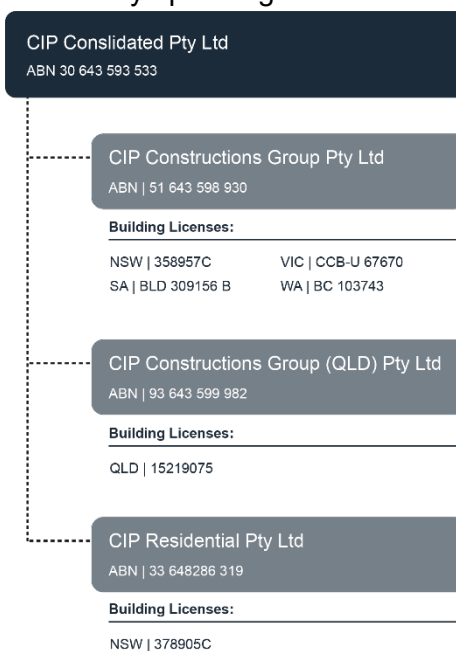 CIP Conslidated Pty Ltd
ABN 30 643 593 533
CIP Constructions Group Pty Ltd
ABN | 51 643 598 930
Building Licenses:
NSW | 358957C VIC | CCB-U 67670
SA | BLD 309156 B WA | BC 103743
CIP Constructions Group (QLD) Pty Ltd
ABN | 93 643 599 982
Building Licenses:
QLD | 15219075
CIP Residential Pty Ltd
ABN | 33 648286 319
Building Licenses:
NSW | 378905C